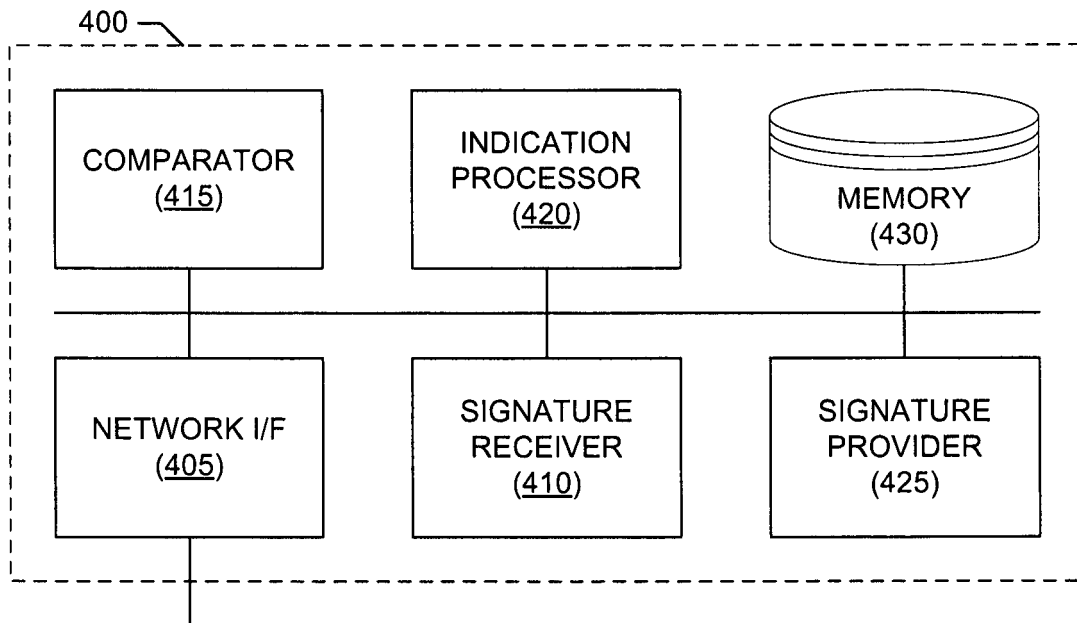 400
COMPARATOR
(415)
INDICATION
PROCESSOR
(420)
MEMORY
(430)
NETWORK I/F
(405)
SIGNATURE
RECEIVER
(410)
SIGNATURE
PROVIDER
(425)